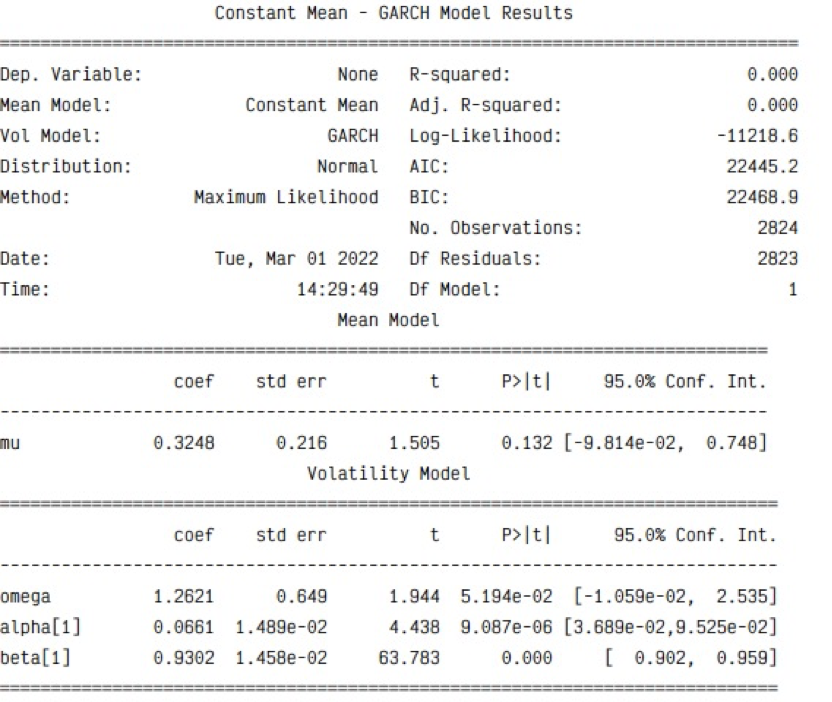 Constant Mean - GARCH Model Results
==============================================================================
Dep. Variable: None R-squared: 0.000
Mean Model: Constant Mean Adj. R-squared: 0.000
Vol Model: GARCH Log-Likelihood: -11218.6
Distribution: Normal AIC: 22445.2
Method: Maximum Likelihood BIC: 22468.9
No. Observations: 2824
Date: Tue, Mar 01 2022 Df Residuals: 2823
Time: 14:29:49 Df Model: 1
Mean Model
===========================================================================
coef std err t P>|t| 95.0% Conf. Int.
---------------------------------------------------------------------------
mu 0.3248 0.216 1.505 0.132 [-9.814e-02, 0.748]
Volatility Model
============================================================================
coef std err t P>|t| 95.0% Conf. Int.
----------------------------------------------------------------------------
omega 1.2621 0.649 1.944 5.194e-02 [-1.059e-02, 2.535]
alpha[1] 0.0661 1.489e-02 4.438 9.087e-06 [3.689e-02,9.525e-02]
beta[1] 0.9302 1.458e-02 63.783 0.000 [ 0.902, 0.959]
============================================================================